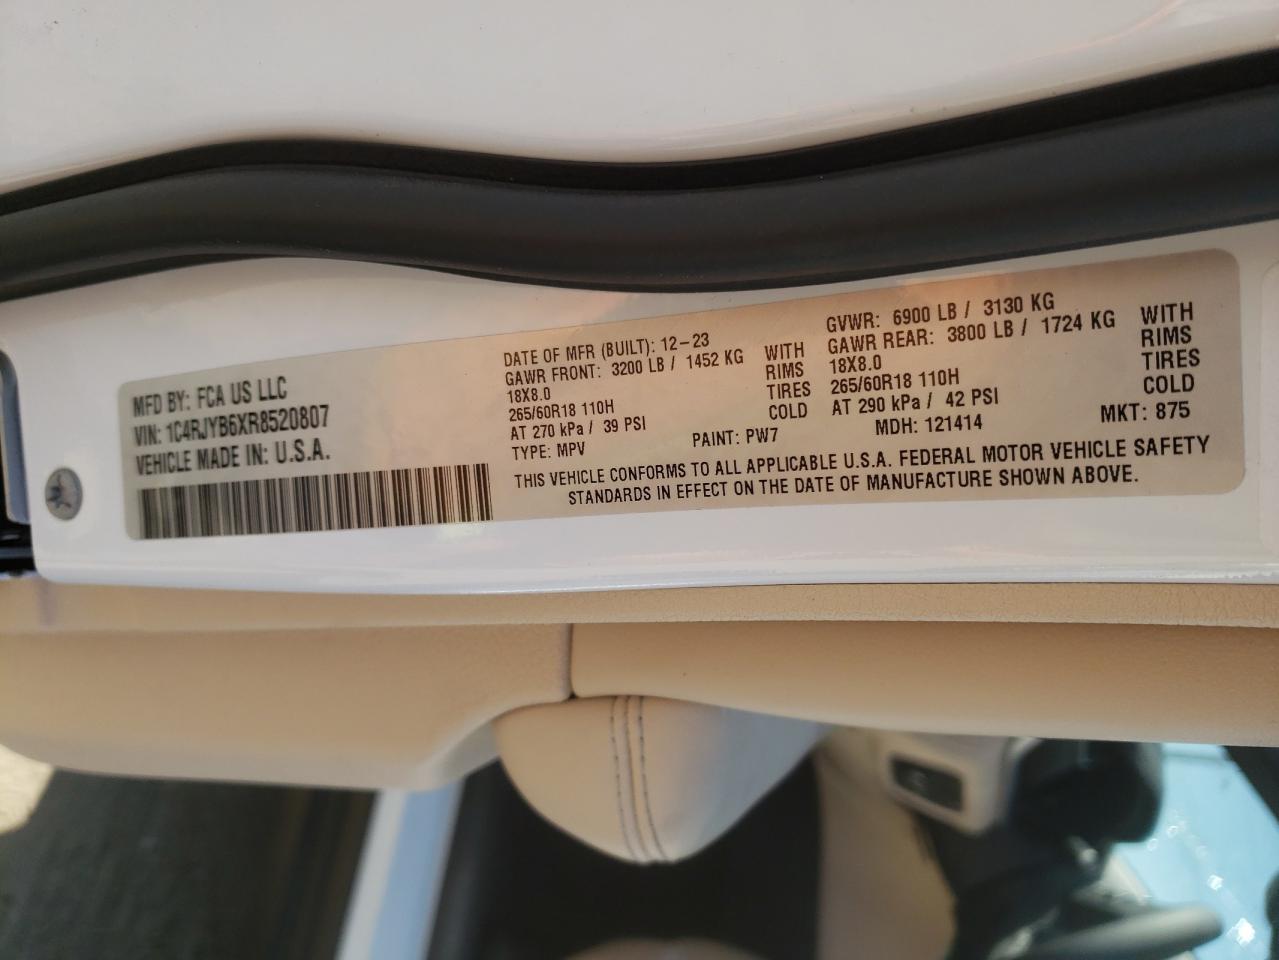 MFD BY: FCA US LLC
VIN: 1C4RJYB6XR8520807
VEHICLE MADE IN: U.S.A.
DATE OF MFR (BUILT): 12-23
GAWR FRONT: 3200 LB / 1452 KG WITH
18X8.0 RIMS
265/60R18 110H TIRES
AT 270 kPa / 39 PSI COLD
TYPE: MPV PAINT: PW7
GVWR: 6900 LB / 3130 KG
GAWR REAR: 3800 LB / 1724 KG WITH
18X8.0 RIMS
265/60R18 110H TIRES
AT 290 kPa / 42 PSI COLD
MDH: 121414 MKT: 875
THIS VEHICLE CONFORMS TO ALL APPLICABLE U.S.A. FEDERAL MOTOR VEHICLE SAFETY
STANDARDS IN EFFECT ON THE DATE OF MANUFACTURE SHOWN ABOVE.